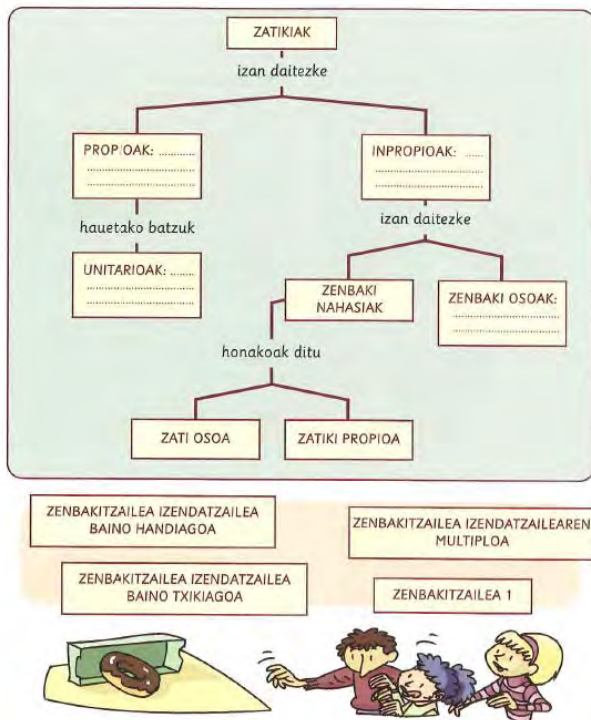 ZATIKIAK
izan daitezke
PROPIOAK: ..........
....................
....................
INPROPIOAK: .....
....................
....................
hauetako batzuk
izan daitezke
UNITARIOAK: .......
....................
....................
ZENBAKI
NAHASIAK
ZENBAKI OSOAK:
....................
....................
honakoak ditu
ZATI OSOA
ZATIKI PROPIOA
ZENBAKITZAILEA IZENDATZAILEA
BAINO HANDIAGOA
ZENBAKITZAILEA IZENDATZAILEAREN
MULTIPLOA
ZENBAKITZAILEA IZENDATZAILEA
BAINO TXIKIAGOA
ZENBAKITZAILEA 1